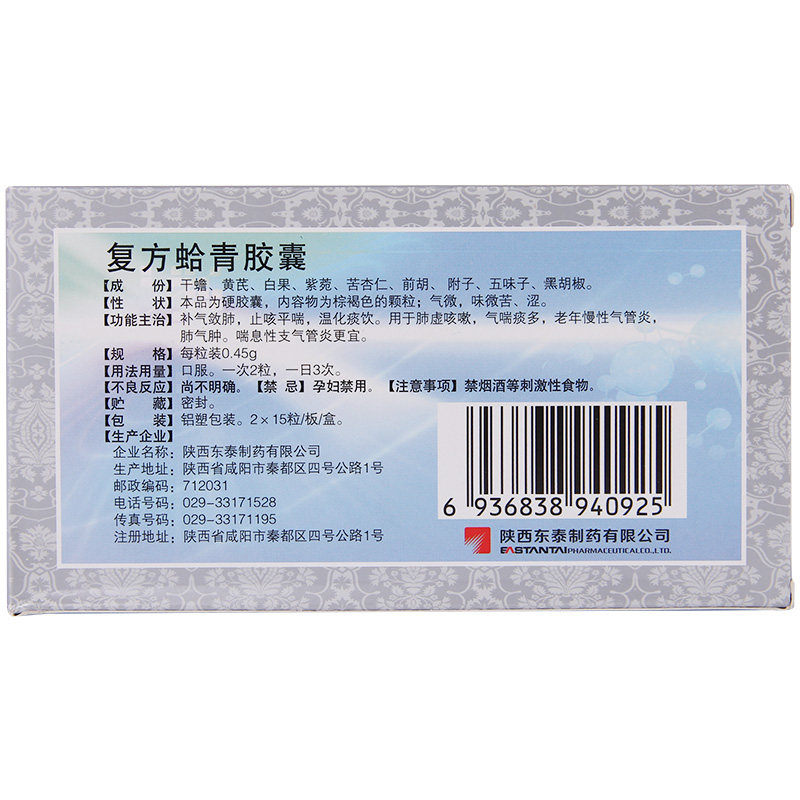 复方蛤青胶囊
【成　份】干蟾、黄芪、白果、紫菀、苦杏仁、前胡、附子、五味子、黑胡椒。
【性　状】本品为硬胶囊，内容物为棕褐色的颗粒；气微，味微苦、涩。
【功能主治】补气敛肺，止咳平喘，温化痰饮。用于肺虚咳嗽，气喘痰多，老年慢性气管炎，
肺气肿。喘息性支气管炎更宜。
【规　格】每粒装0.45g
【用法用量】口服。一次2粒，一日3次。
【不良反应】尚不明确。【禁 忌】孕妇禁用。【注意事项】禁烟酒等刺激性食物。
【贮　藏】密封。
【包　装】铝塑包装。2×15粒/板/盒。
【生产企业】
企业名称：陕西东泰制药有限公司
生产地址：陕西省咸阳市秦都区四号公路1号
邮政编码：712031
电话号码：029-33171528
传真号码：029-33171195
注册地址：陕西省咸阳市秦都区四号公路1号
6 936838 940925
陕西东泰制药有限公司
EASTANTAI PHARMACEUTICAL CO.,LTD.